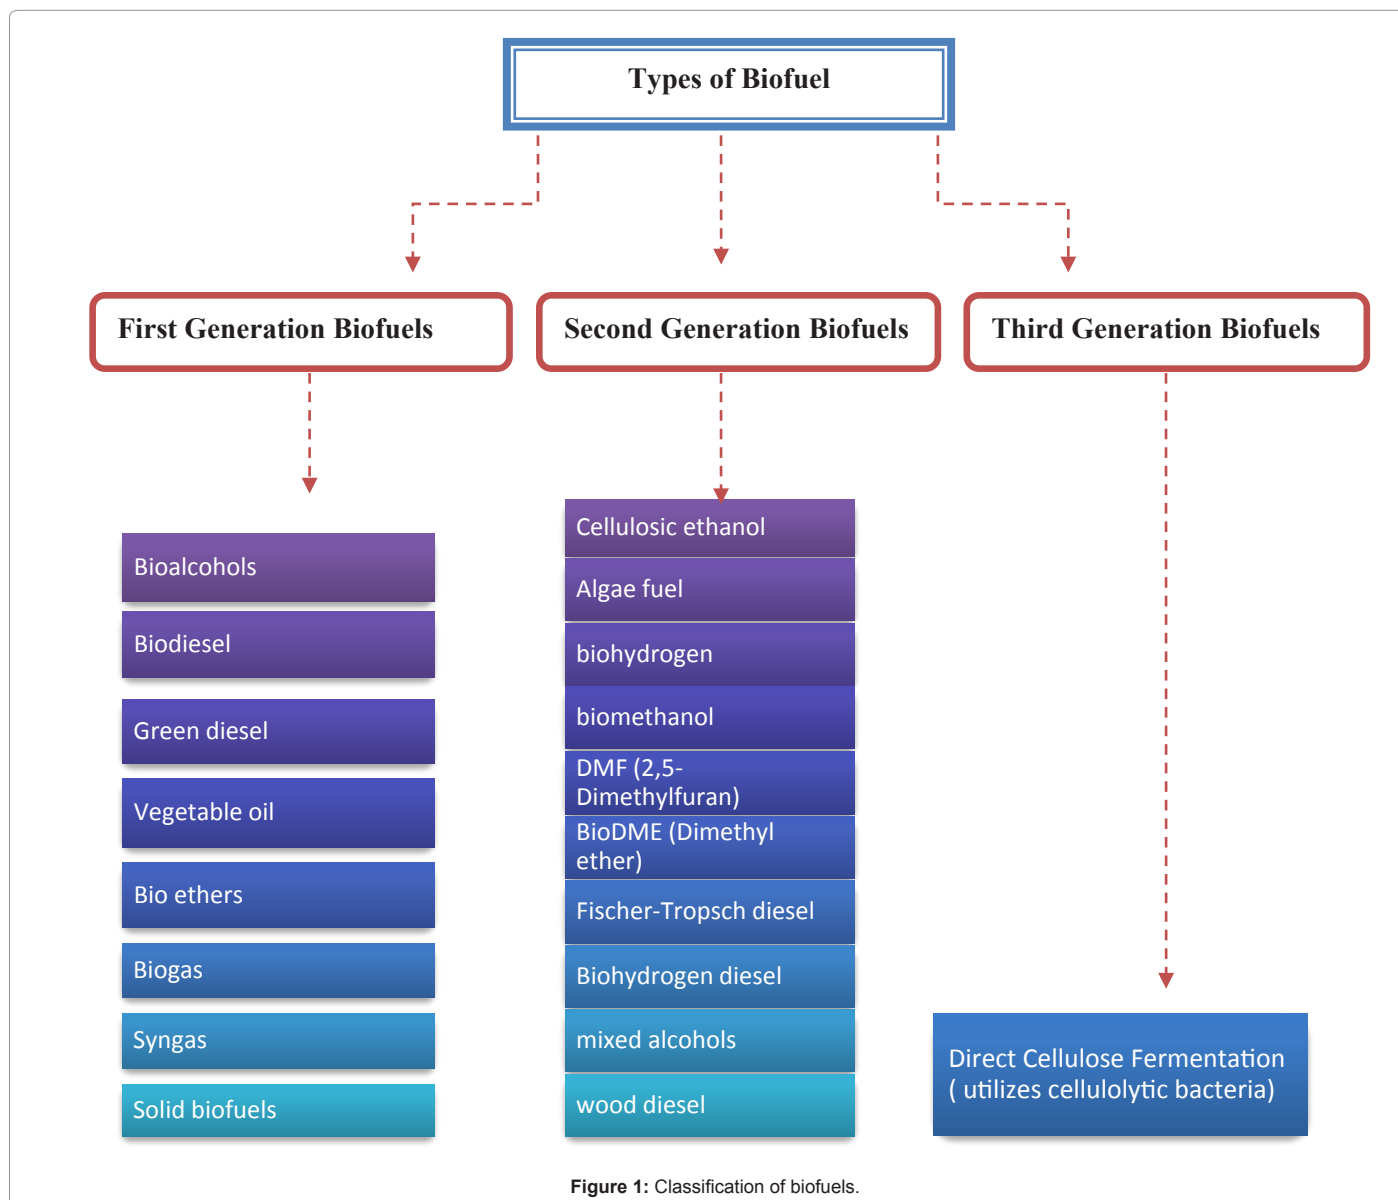 Types of Biofuel
First Generation Biofuels
Second Generation Biofuels
Third Generation Biofuels
Bioalcohols
Biodiesel
Green diesel
Vegetable oil
Bio ethers
Biogas
Syngas
Solid biofuels
Cellulosic ethanol
Algae fuel
biohydrogen
biomethanol
DMF (2,5-
Dimethylfuran)
BioDME (Dimethyl
ether)
Fischer-Tropsch diesel
Biohydrogen diesel
mixed alcohols
wood diesel
Direct Cellulose Fermentation
( utilizes cellulolytic bacteria)
Figure 1: Classification of biofuels.